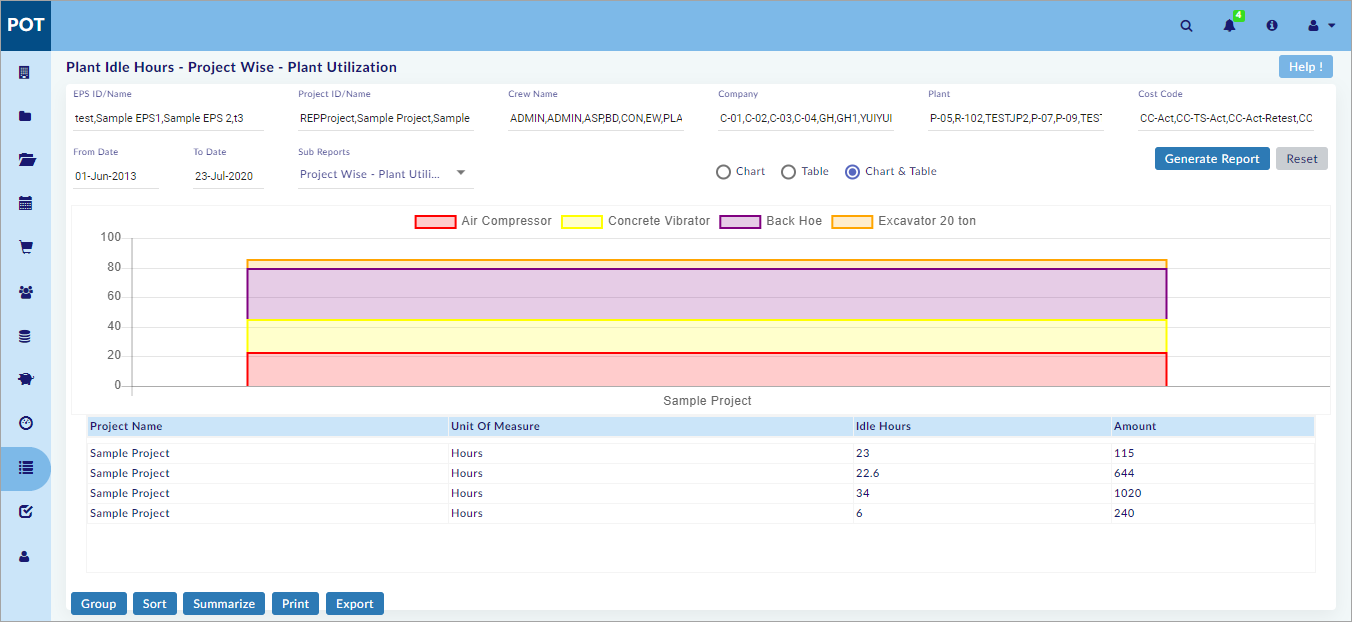 POT
4
Plant Idle Hours - Project Wise - Plant Utilization
Help !
EPS ID/Name Project ID/Name Crew Name Company Plant Cost Code
test,Sample EPS1,Sample EPS 2,t3 REPProject,Sample Project,Sample ADMIN,ADMIN,ASP,BD,CON,EW,PLA C-01,C-02,C-03,C-04,GH,GH1,YUIYUI P-05,R-102,TESTJP2,P-07,P-09,TEST CC-Act,CC-TS-Act,CC-Act-Retest,CC
From Date To Date Sub Reports
01-Jun-2013 23-Jul-2020 Project Wise - Plant Utili...
Chart Table Chart & Table
Generate Report Reset
Air Compressor Concrete Vibrator Back Hoe Excavator 20 ton
100
80
60
40
20
0
Sample Project
Project Name Unit Of Measure Idle Hours Amount
Sample Project Hours 23 115
Sample Project Hours 22.6 644
Sample Project Hours 34 1020
Sample Project Hours 6 240
Group Sort Summarize Print Export